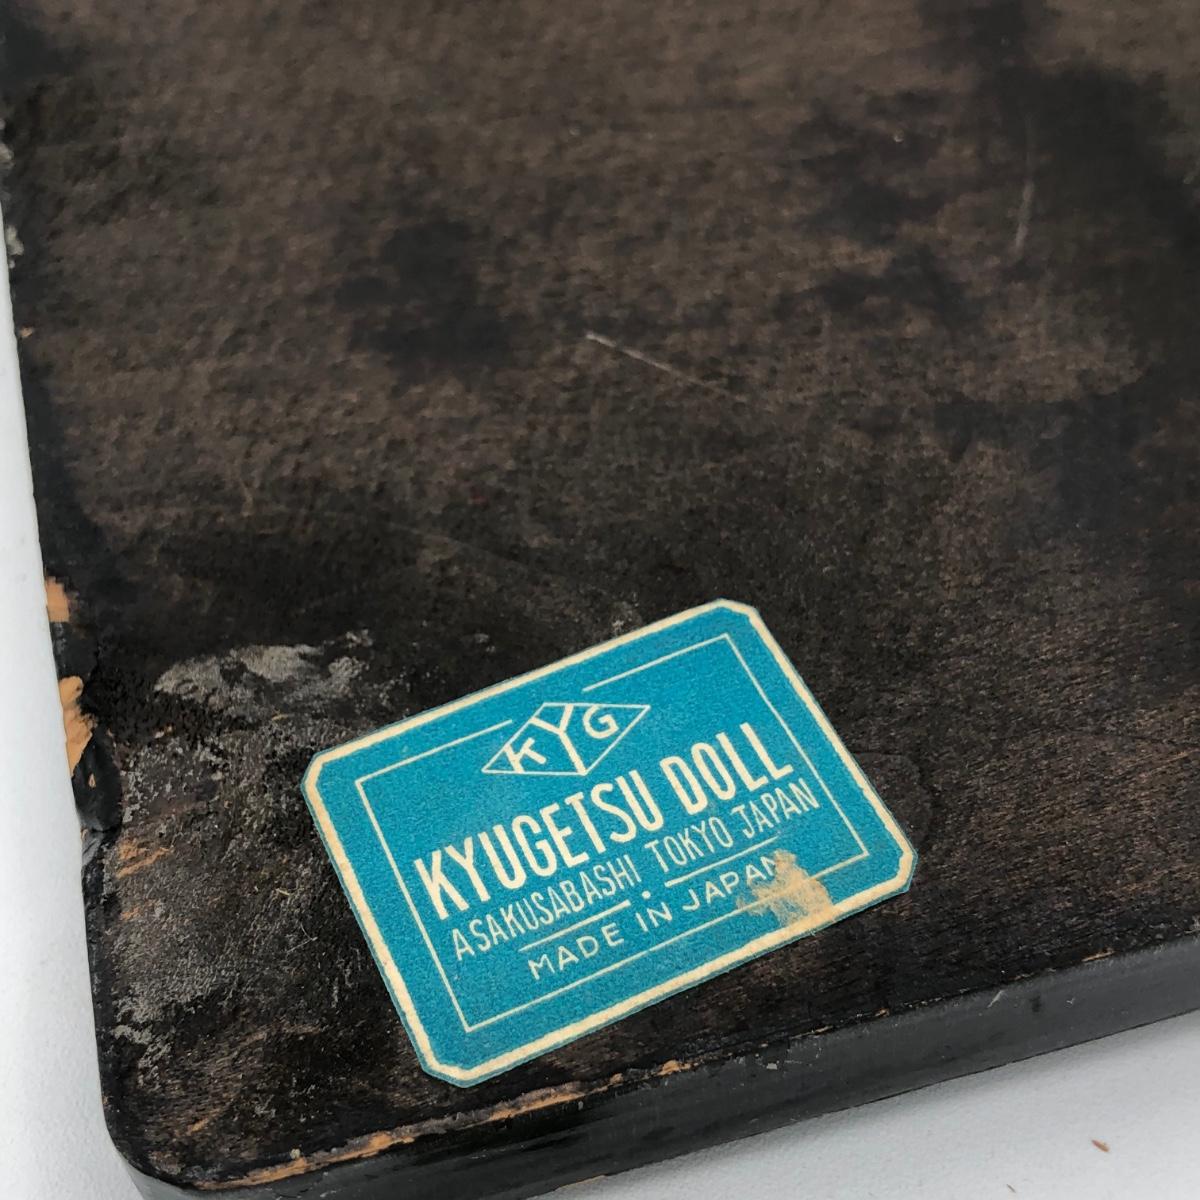 KYG
KYUGETSU DOLL
ASAKUSABASHI TOKYO JAPAN
MADE IN JAPAN